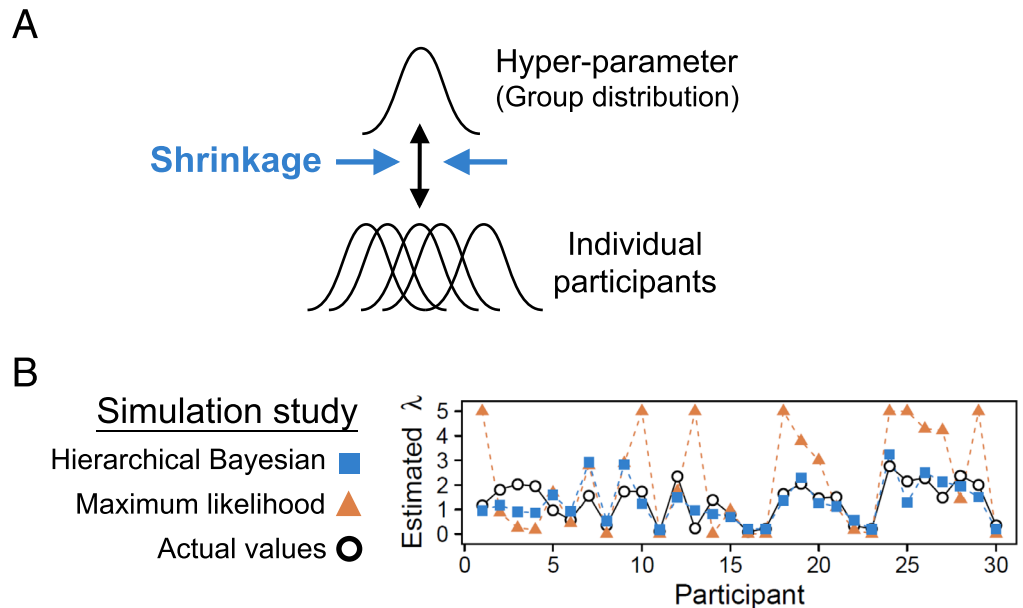 A
Hyper-parameter
(Group distribution)
Shrinkage
Individual
participants
B
Simulation study
Hierarchical Bayesian
Maximum likelihood
Actual values
Estimated λ
5
4
3
2
1
0
0 5 10 15 20 25 30
Participant